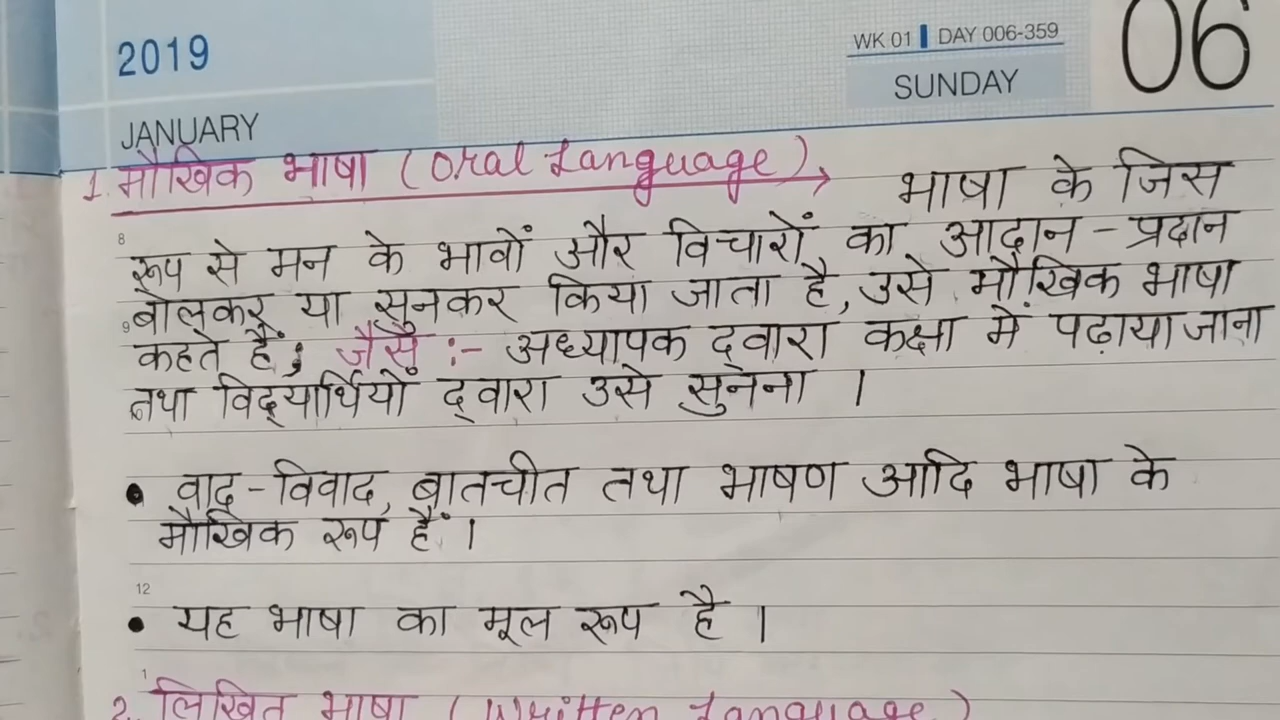 2019
WK 01 DAY 006-359
06
SUNDAY
JANUARY
1. मौखिक भाषा (Oral Language) → भाषा के जिस
8
रूप से मन के भावों और विचारों का आदान - प्रदान
बोलकर या सुनकर किया जाता है, उसे मौखिक भाषा
9
कहते हैं; जैसे :- अध्यापक द्वारा कक्षा में पढ़ाया जाना
तथा विद्यार्थियों द्वारा उसे सुनना ।
• वाद - विवाद, बातचीत तथा भाषण आदि भाषा के
मौखिक रूप हैं ।
12
• यह भाषा का मूल रूप है ।
1
2. लिखित भाषा (Written Language)